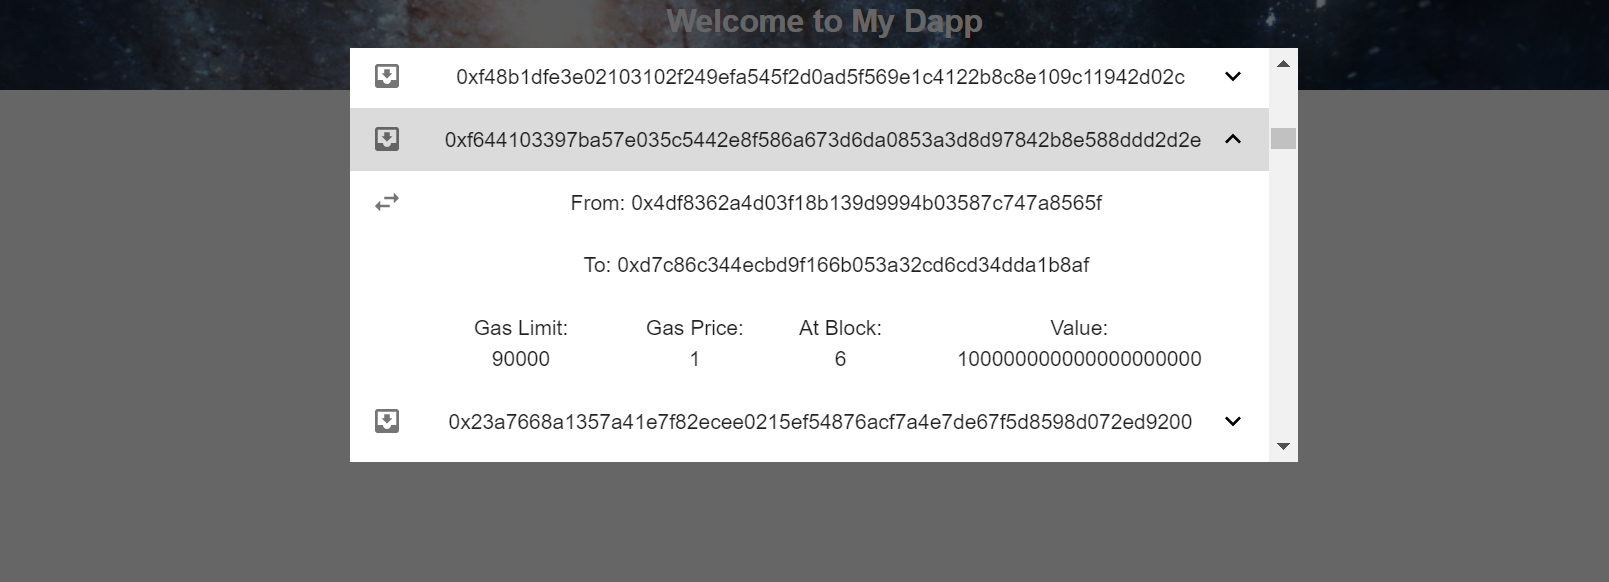 Welcome to My Dapp
0xf48b1dfe3e02103102f249efa545f2d0ad5f569e1c4122b8c8e109c11942d02c
0xf644103397ba57e035c5442e8f586a673d6da0853a3d8d97842b8e588ddd2d2e
From: 0x4df8362a4d03f18b139d9994b03587c747a8565f
To: 0xd7c86c344ecbd9f166b053a32cd6cd34dda1b8af
Gas Limit: Gas Price: At Block: Value:
90000 1 6 100000000000000000000
0x23a7668a1357a41e7f82ecee0215ef54876acf7a4e7de67f5d8598d072ed9200